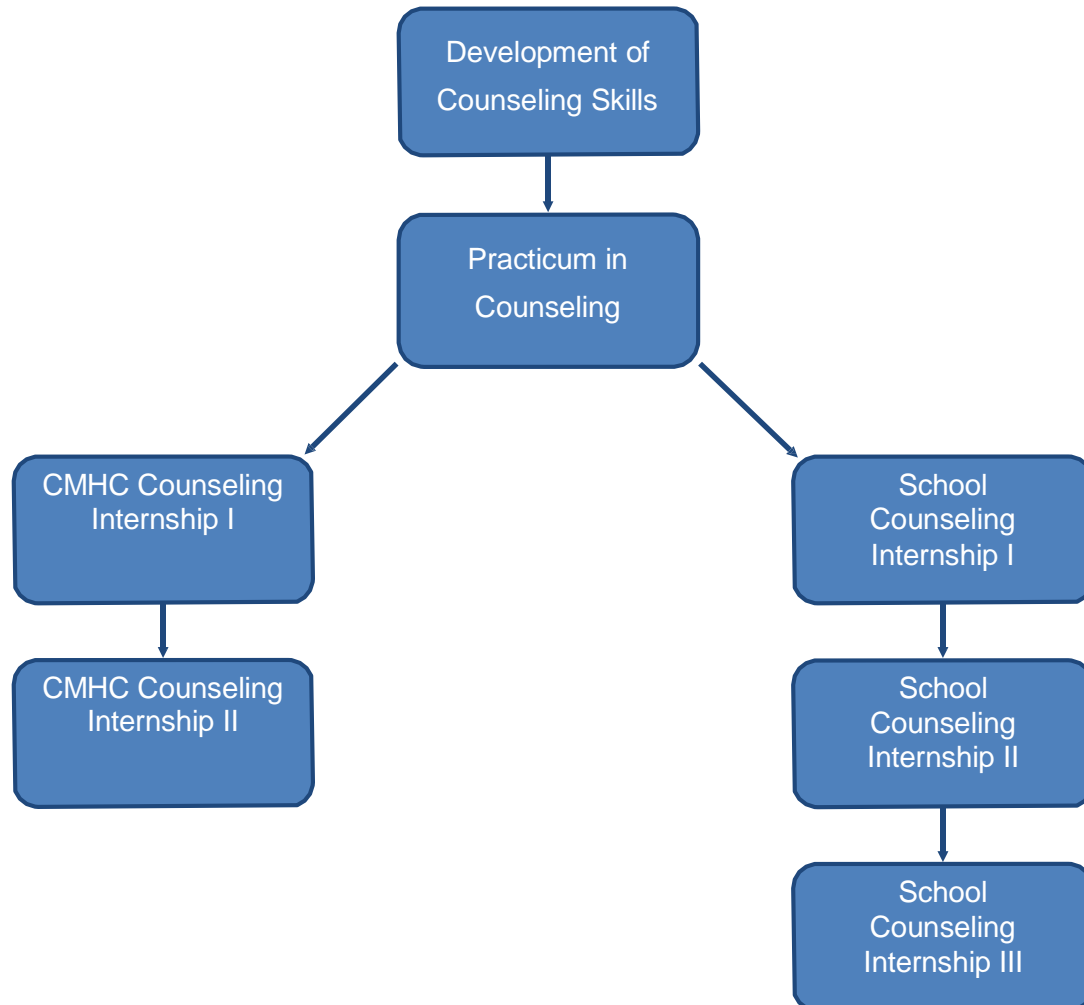 Development of
Counseling Skills
Practicum in
Counseling
CMHC Counseling
Internship I
School
Counseling
Internship I
CMHC Counseling
Internship II
School
Counseling
Internship II
School
Counseling
Internship III